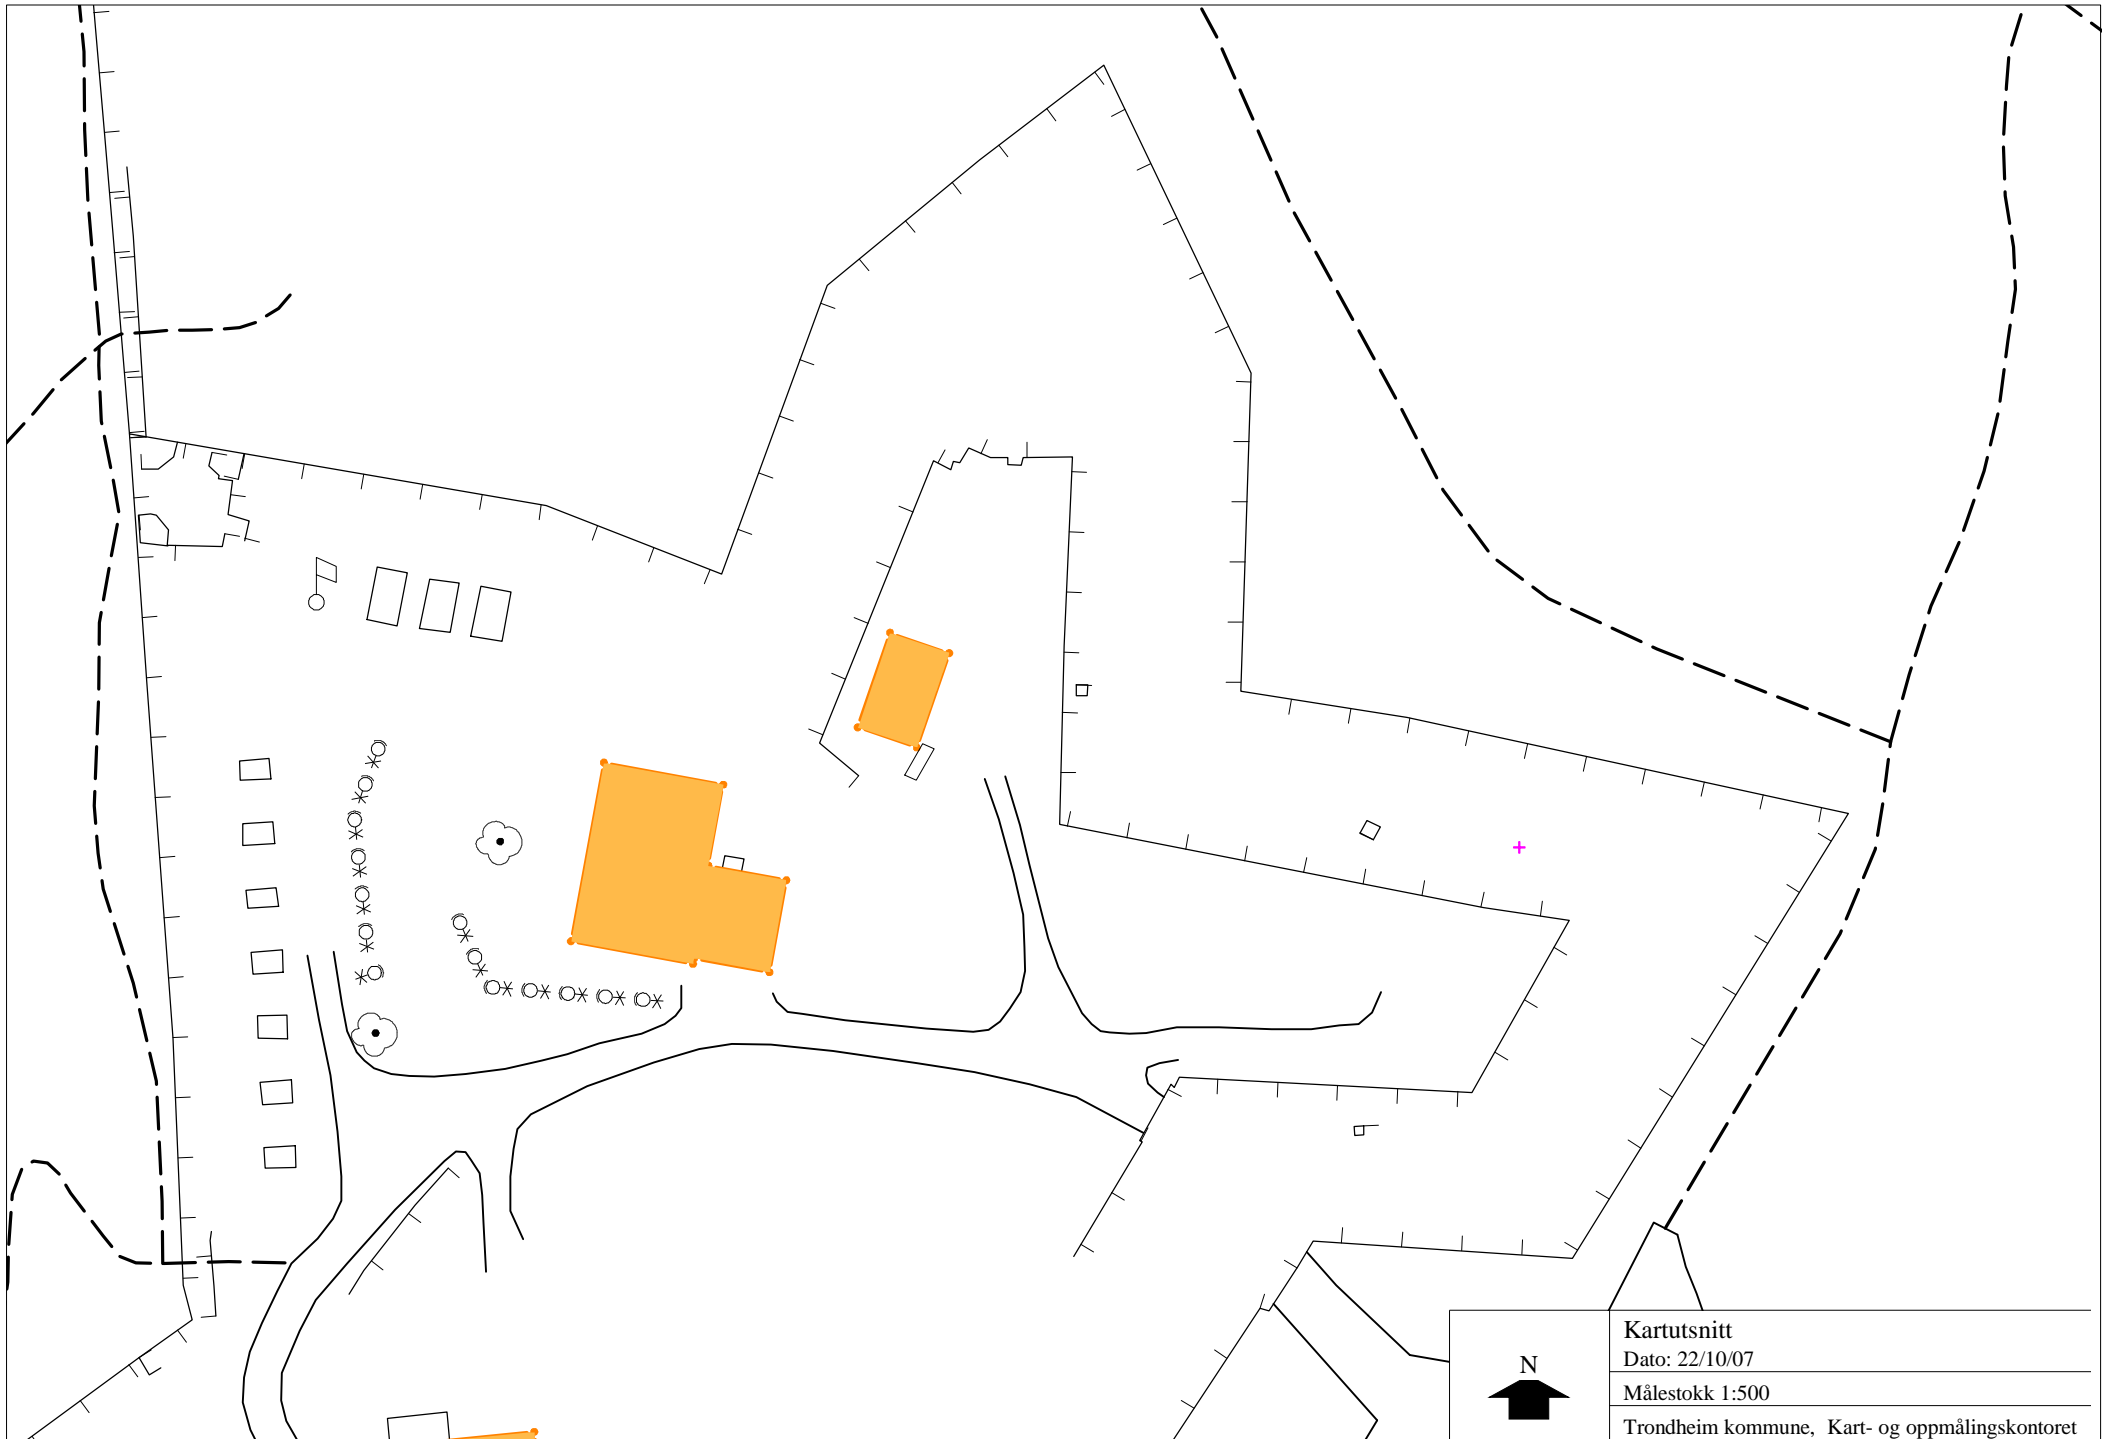 N
Kartutsnitt
Dato: 22/10/07
Målestokk 1:500
Trondheim kommune, Kart- og oppmålingskontoret